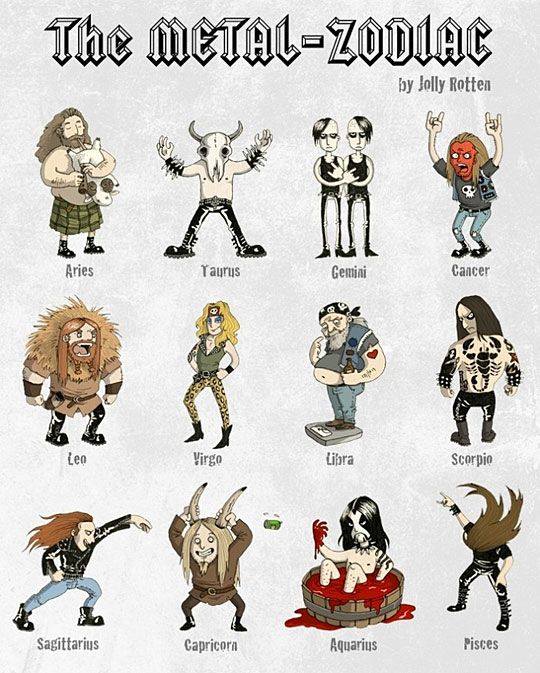 The METAL-ZODIAC
by Jolly Rotten
Aries
Taurus
Gemini
Cancer
Leo
Virgo
Libra
Scorpio
Sagittarius
Capricorn
Aquarius
Pisces